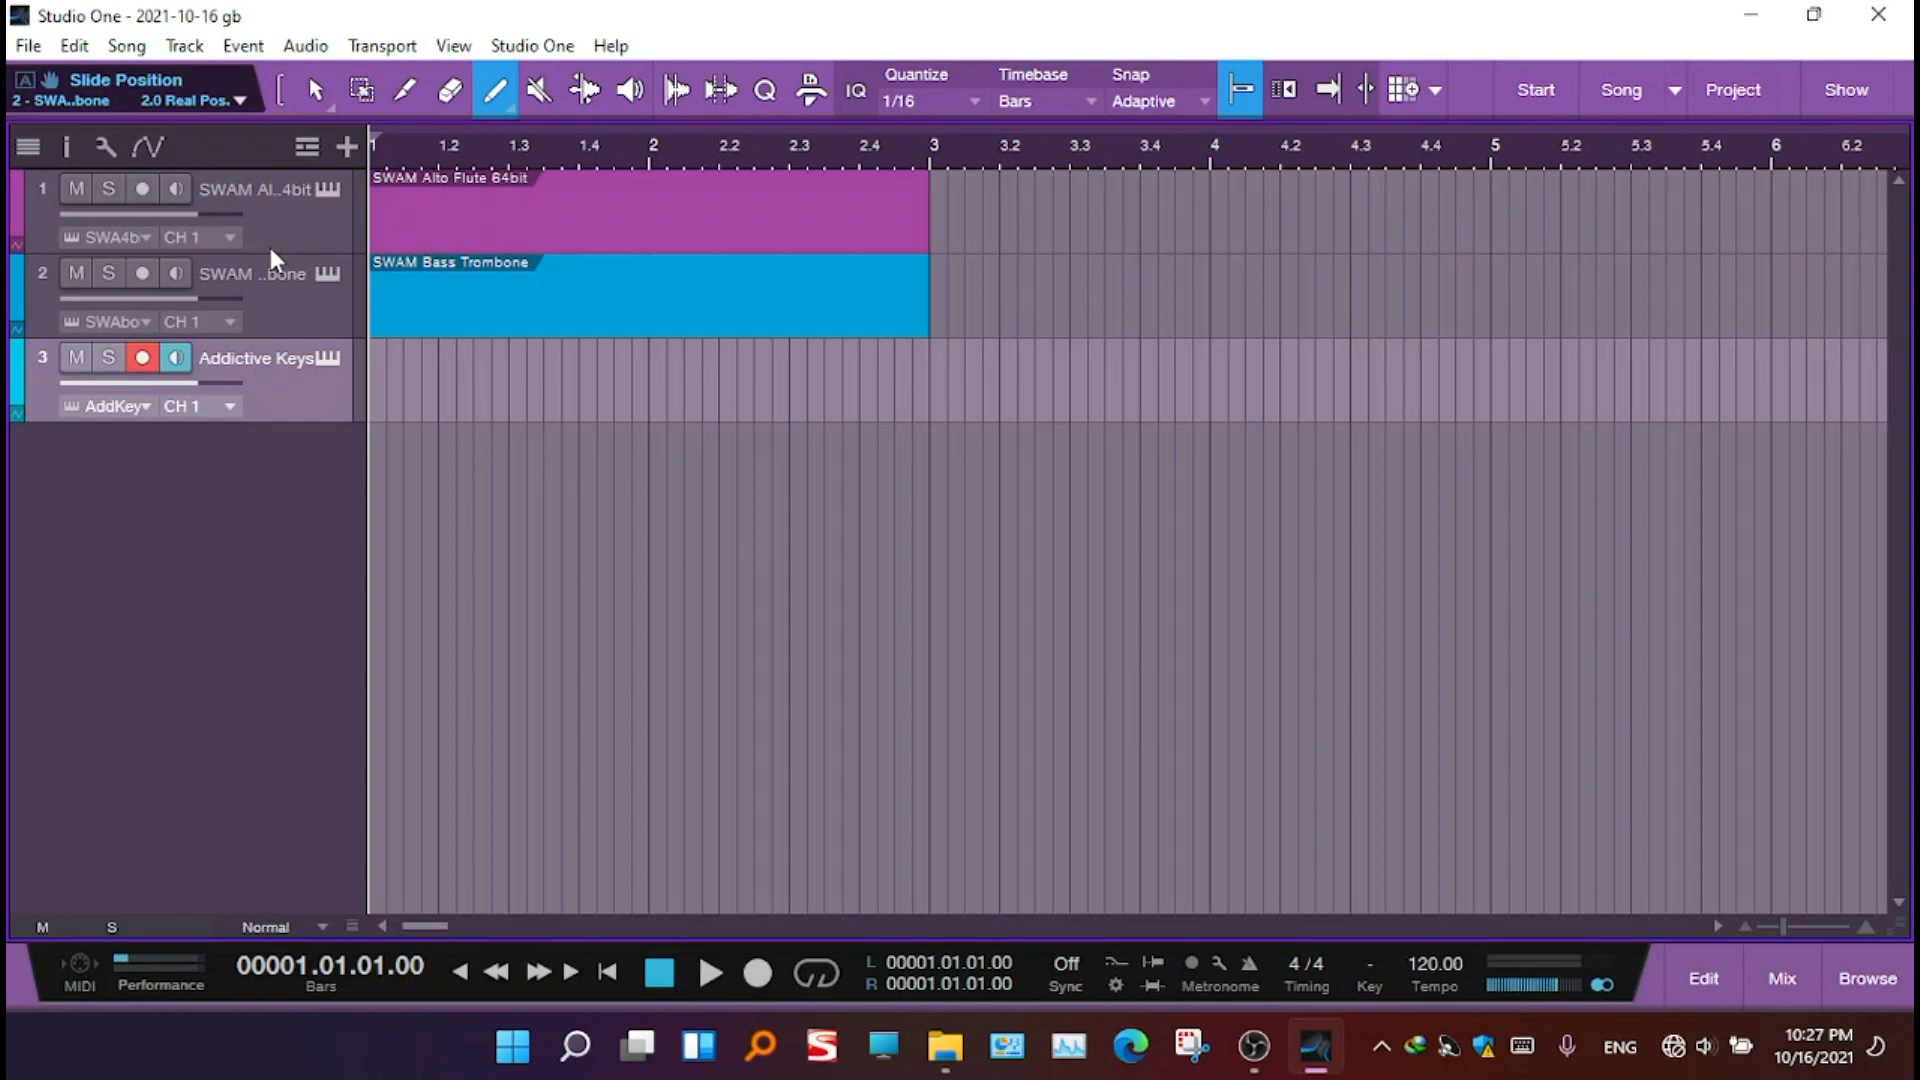 Studio One - 2021-10-16 gb
File Edit Song Track Event Audio Transport View Studio One Help
A Slide Position
2 - SWA..bone 2.0 Real Pos.
IQ
Quantize
1/16
Timebase
Bars
Snap
Adaptive
Start Song Project Show
1 1.2 1.3 1.4 2 2.2 2.3 2.4 3 3.2 3.3 3.4 4 4.2 4.3 4.4 5 5.2 5.3 5.4 6 6.2
1 M S SWAM Al..4bit
SWA4b CH 1
SWAM Alto Flute 64bit
2 M S SWAM ..bone
SWAbo CH 1
SWAM Bass Trombone
3 M S Addictive Keys
AddKey CH 1
M S Normal
MIDI Performance
00001.01.01.00
Bars
L 00001.01.01.00
R 00001.01.01.00
Off
Sync
Metronome
4 / 4
Timing
-
Key
120.00
Tempo
Edit Mix Browse
ENG
10:27 PM
10/16/2021